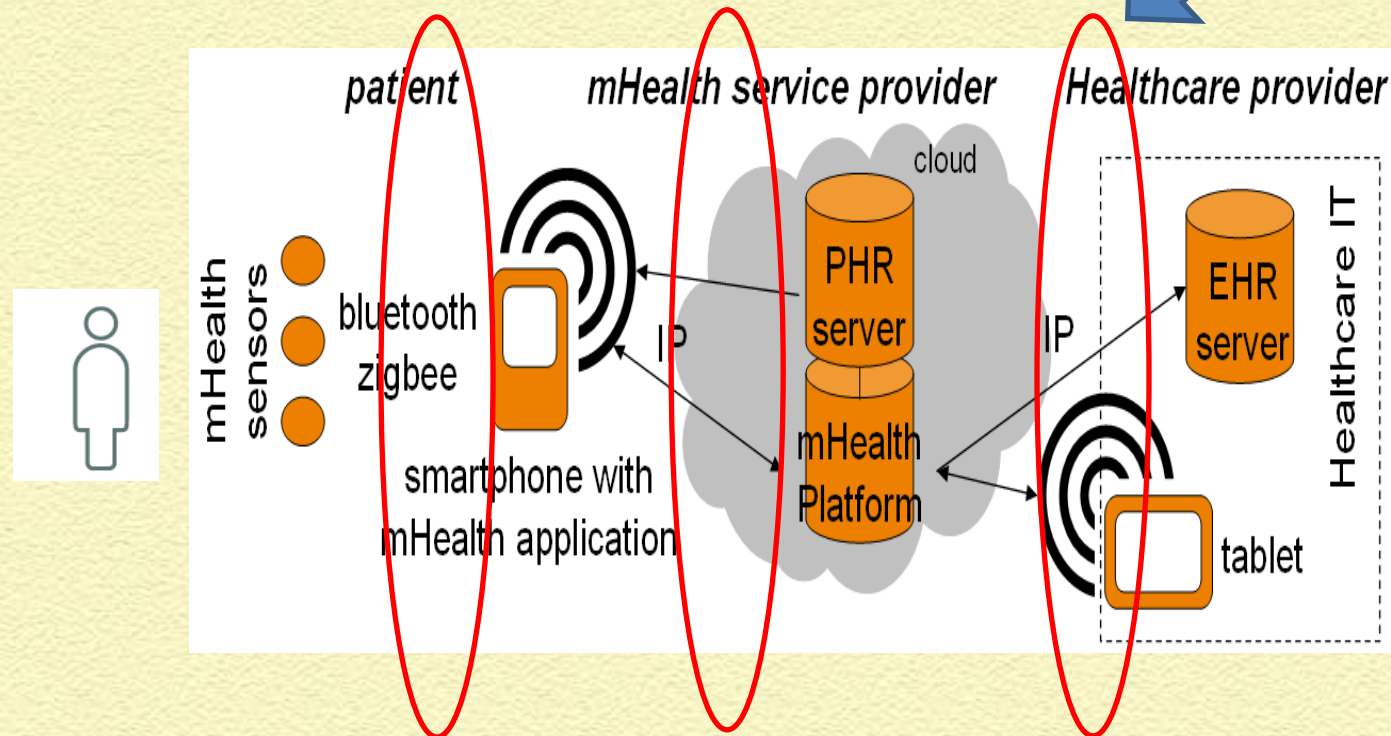 patient
mHealth service provider
Healthcare provider
cloud
mHealth
sensors
bluetooth
zigbee
IP
PHR
server
mHealth
Platform
IP
EHR
server
Healthcare IT
smartphone with
mHealth application
tablet